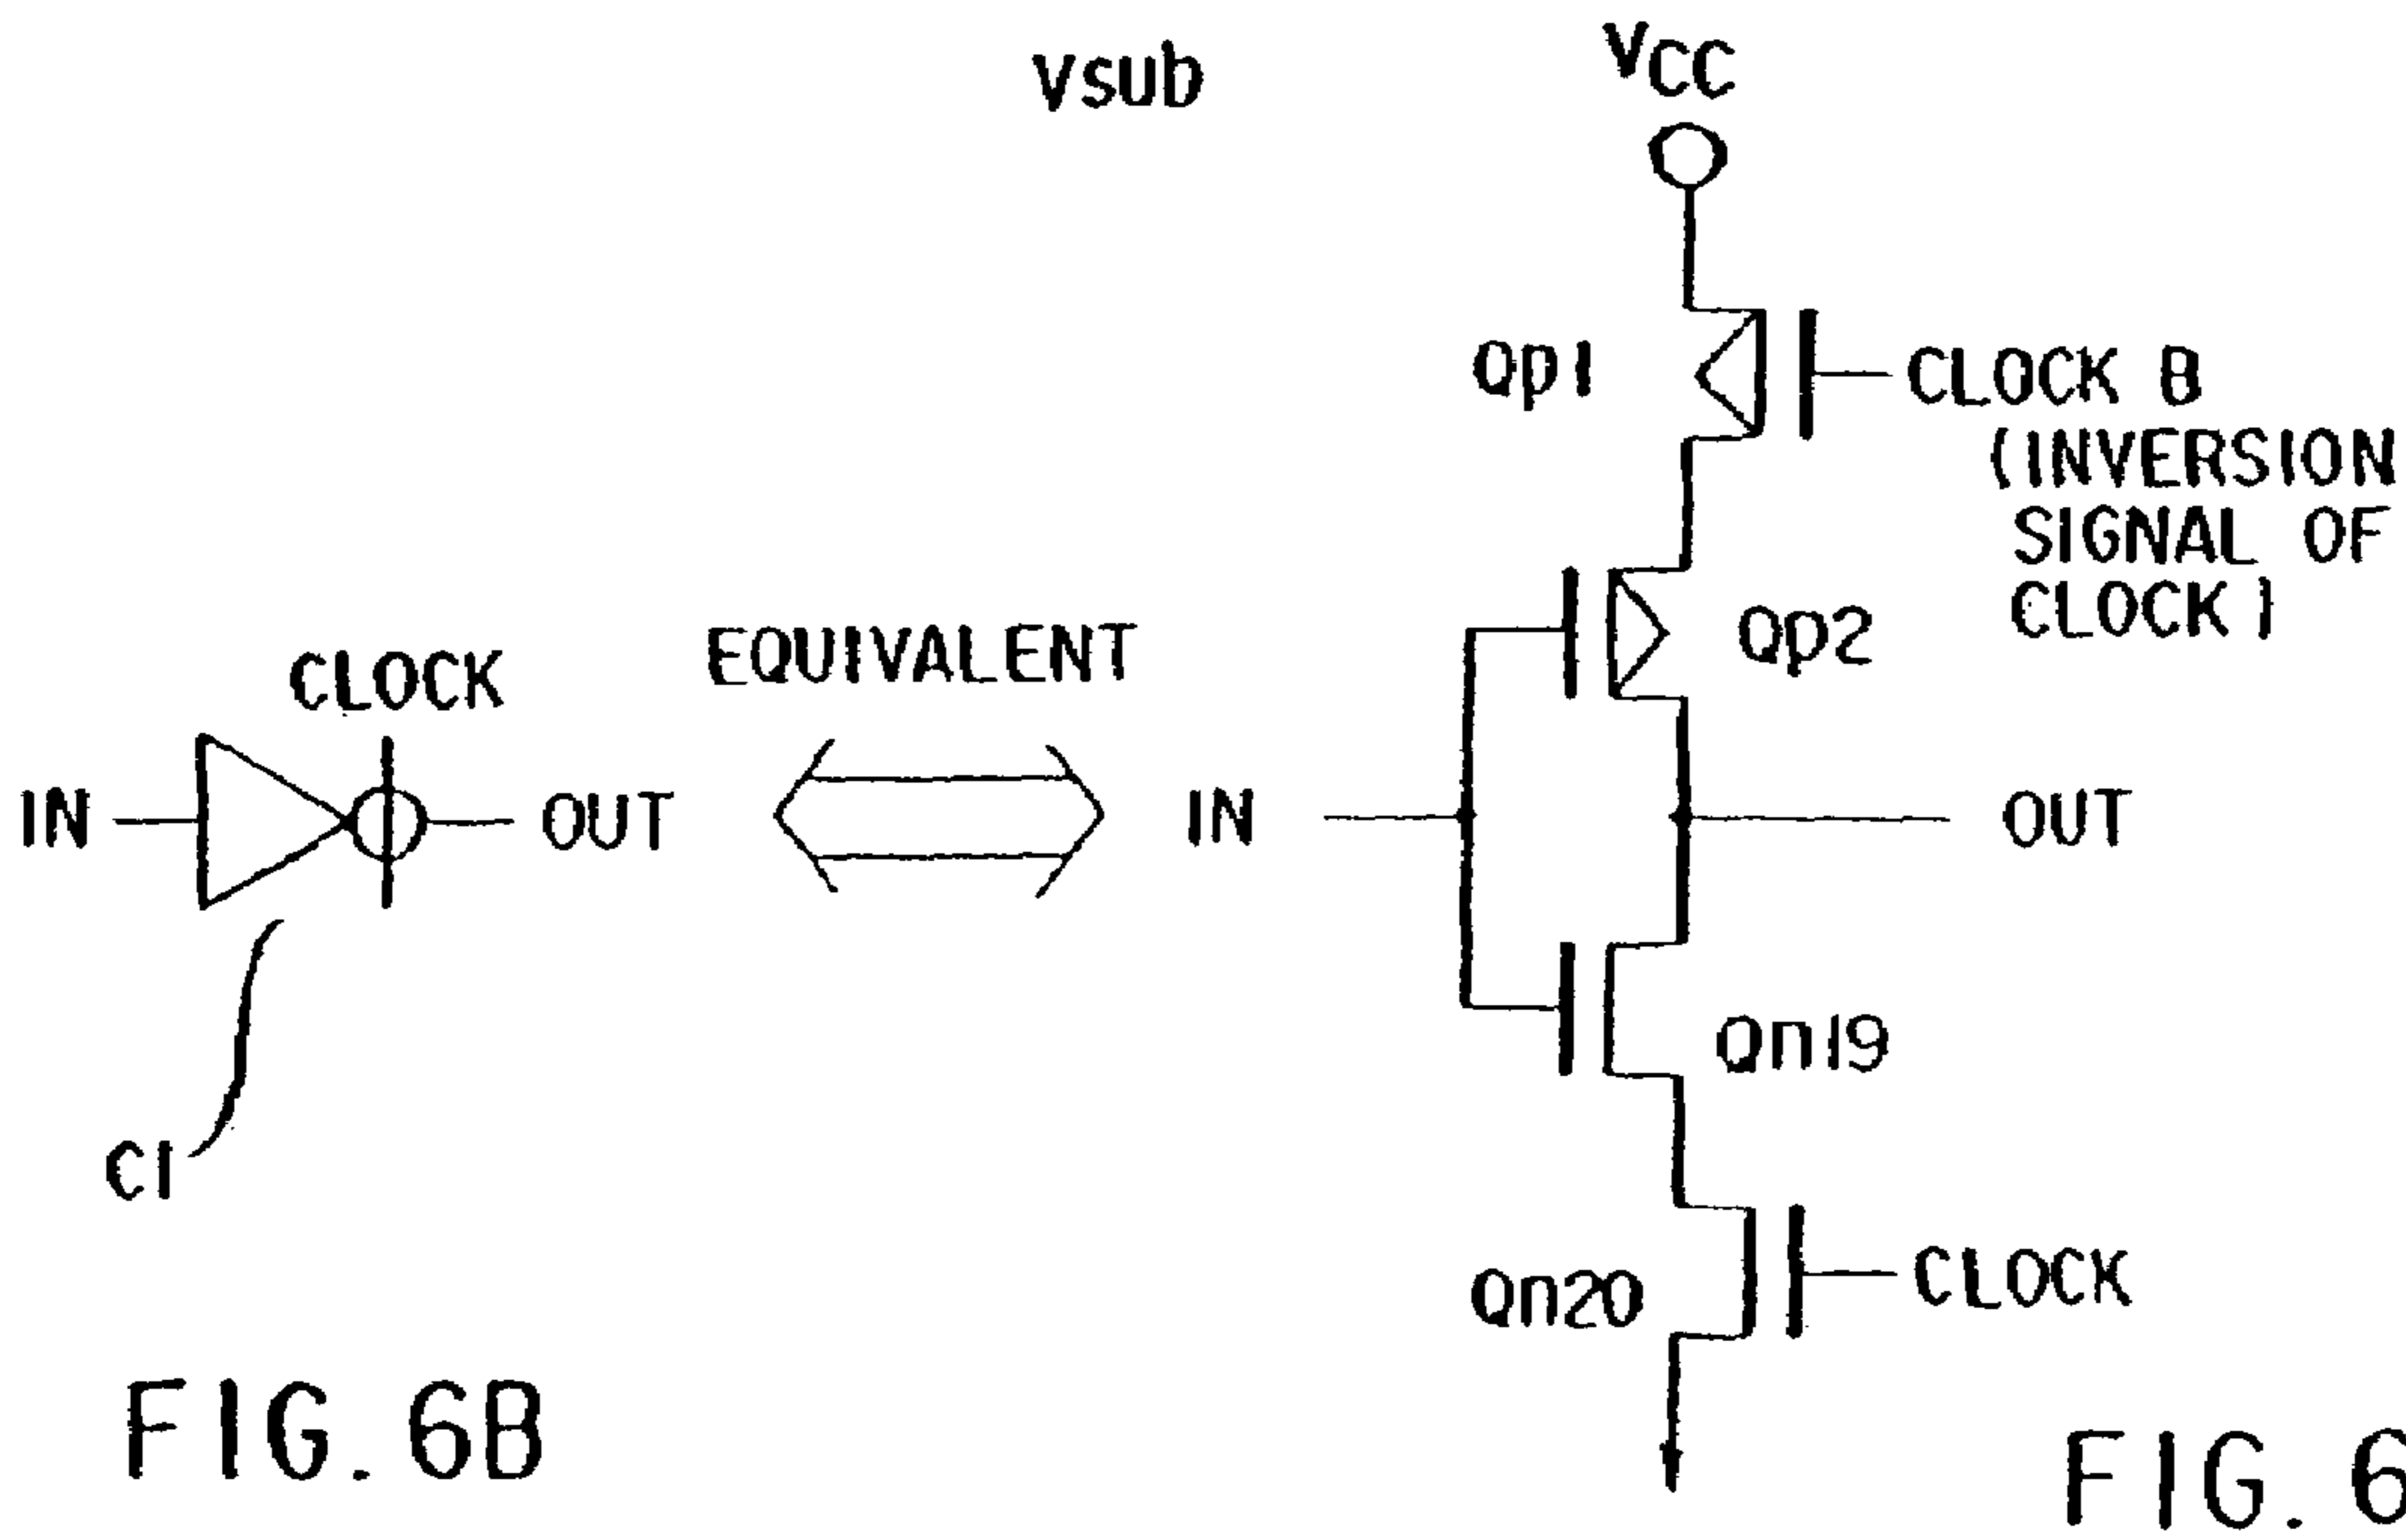 Vsub
VCC
Qp1
CLOCK B
(INVERSION
SIGNAL OF
CLOCK)
Qp2
EQUIVALENT
CLOCK
IN
OUT
IN
OUT
Qn19
C1
Qn20
CLOCK
FIG. 6B
FIG. 6